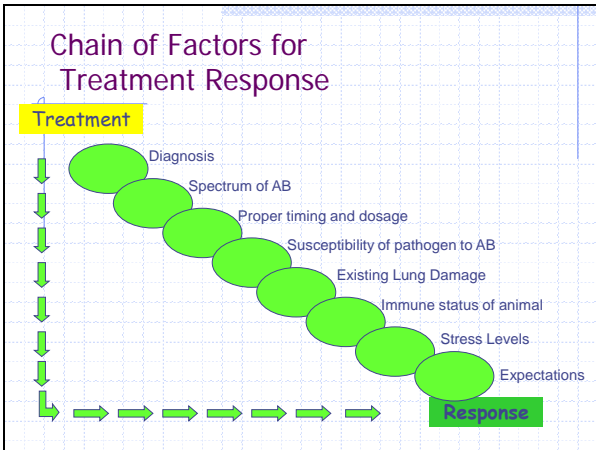 Chain of Factors for
Treatment Response
Treatment
Diagnosis
Spectrum of AB
Proper timing and dosage
Susceptibility of pathogen to AB
Existing Lung Damage
Immune status of animal
Stress Levels
Expectations
Response